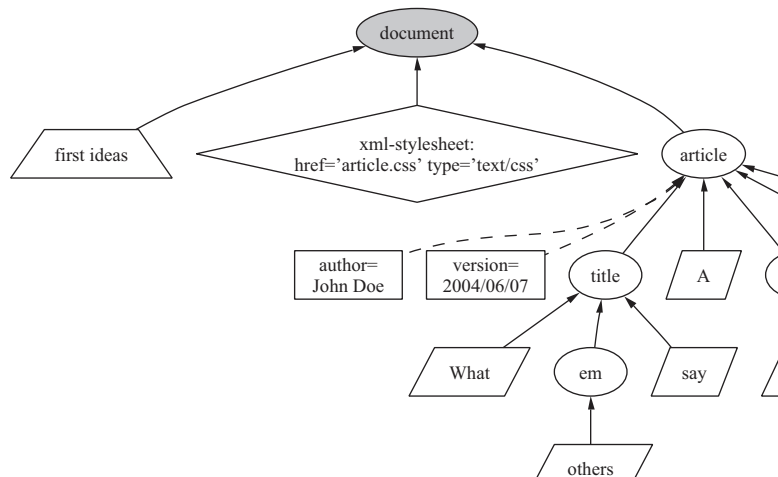 document
first ideas
xml-stylesheet:
href=’article.css’ type=’text/css’
article
author=
John Doe
version=
2004/06/07
title
A
What
em
say
others